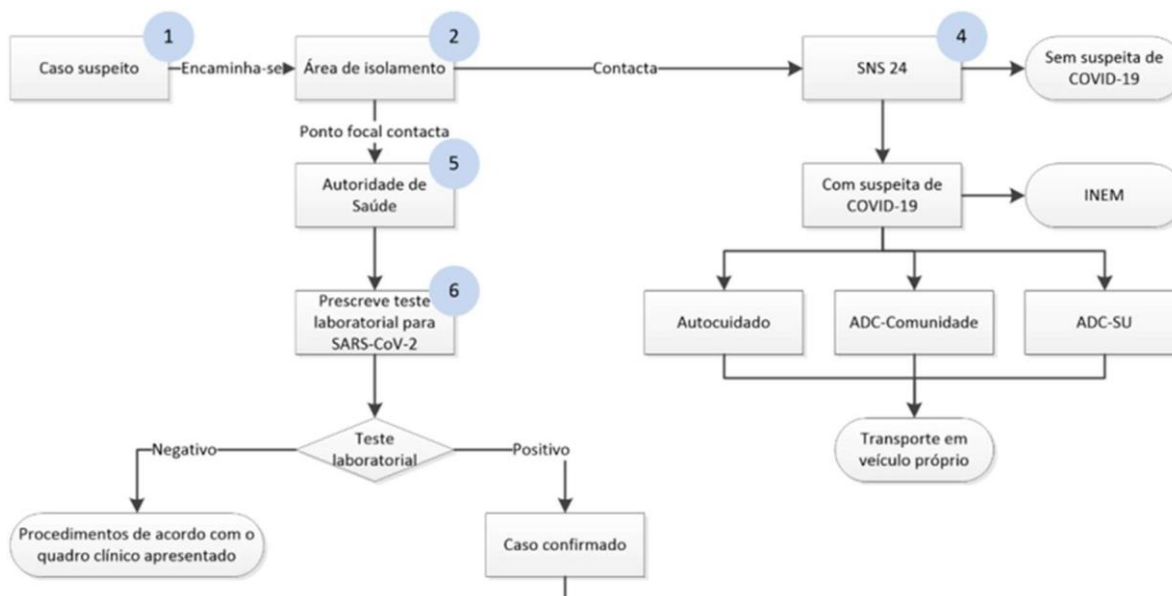 1
2
4
Caso suspeito
Encaminha-se
Área de isolamento
Contacta
SNS 24
Sem suspeita de
COVID-19
Ponto focal contacta
5
Autoridade de
Saúde
Com suspeita de
COVID-19
INEM
6
Prescreve teste
laboratorial para
SARS-CoV-2
Autocuidado
ADC-Comunidade
ADC-SU
Negativo
Teste
laboratorial
Positivo
Transporte em
veículo próprio
Procedimentos de acordo com o
quadro clínico apresentado
Caso confirmado